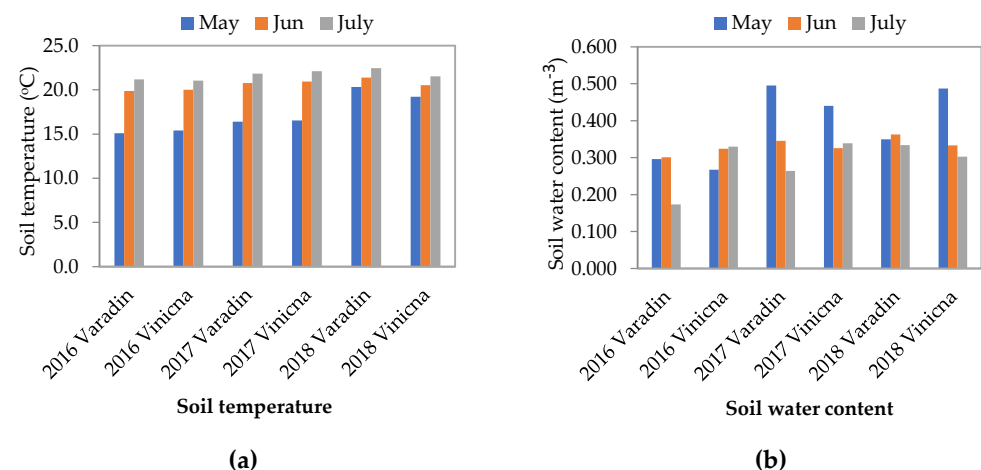 May Jun July
25.0
20.0
15.0
10.0
5.0
0.0
Soil temperature (°C)
2016 Varadin
2016 Vinicna
2017 Varadin
2017 Vinicna
2018 Varadin
2018 Vinicna
Soil temperature
(a)
May Jun July
0.600
0.500
0.400
0.300
0.200
0.100
0.000
Soil water content (m⁻³)
2016 Varadin
2016 Vinicna
2017 Varadin
2017 Vinicna
2018 Varadin
2018 Vinicna
Soil water content
(b)